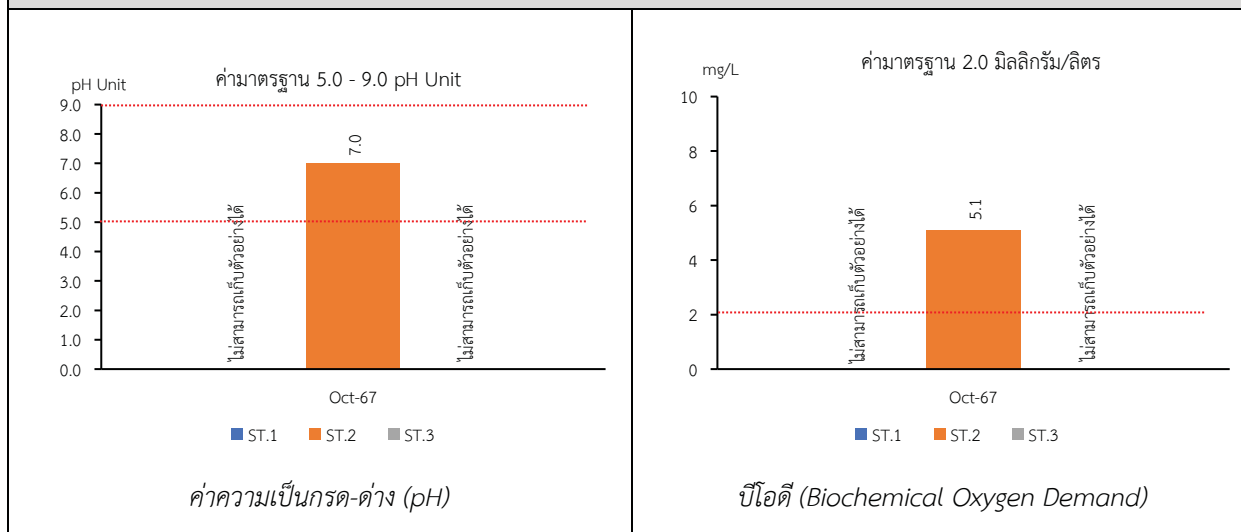 ค่ามาตรฐาน 5.0 - 9.0 pH Unit
pH Unit
9.0
8.0
7.0
6.0
5.0
4.0
3.0
2.0
1.0
0.0
ไม่สามารถเก็บตัวอย่างได้
7.0
ไม่สามารถเก็บตัวอย่างได้
Oct-67
ST.1 ST.2 ST.3
ค่าความเป็นกรด-ด่าง (pH)
ค่ามาตรฐาน 2.0 มิลลิกรัม/ลิตร
mg/L
10
8
6
4
2
0
ไม่สามารถเก็บตัวอย่างได้
5.1
ไม่สามารถเก็บตัวอย่างได้
Oct-67
ST.1 ST.2 ST.3
บีโอดี (Biochemical Oxygen Demand)